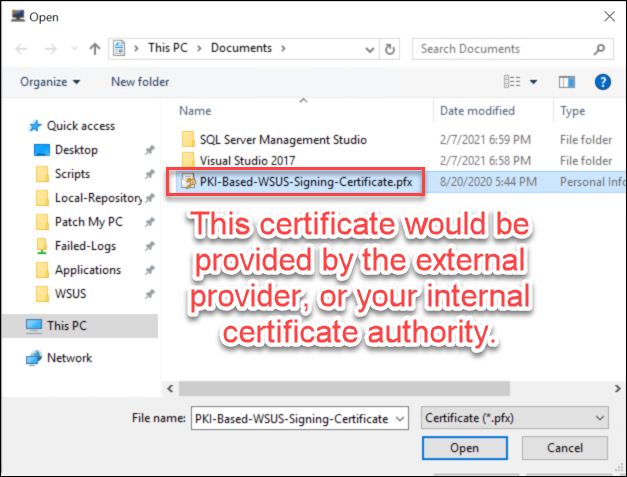 Open
This PC > Documents >
Search Documents
Organize
New folder
?
Name
Date modified
Type
Quick access
Desktop
Scripts
Local-Repository
Patch My PC
Failed-Logs
Applications
WSUS
This PC
Network
SQL Server Management Studio 2/7/2021 6:59 PM File folder
Visual Studio 2017 2/7/2021 6:58 PM File folder
PKI-Based-WSUS-Signing-Certificate.pfx 8/20/2020 5:44 PM Personal Info
This certificate would be
provided by the external
provider, or your internal
certificate authority.
File name: PKI-Based-WSUS-Signing-Certificate
Certificate (*.pfx)
Open
Cancel